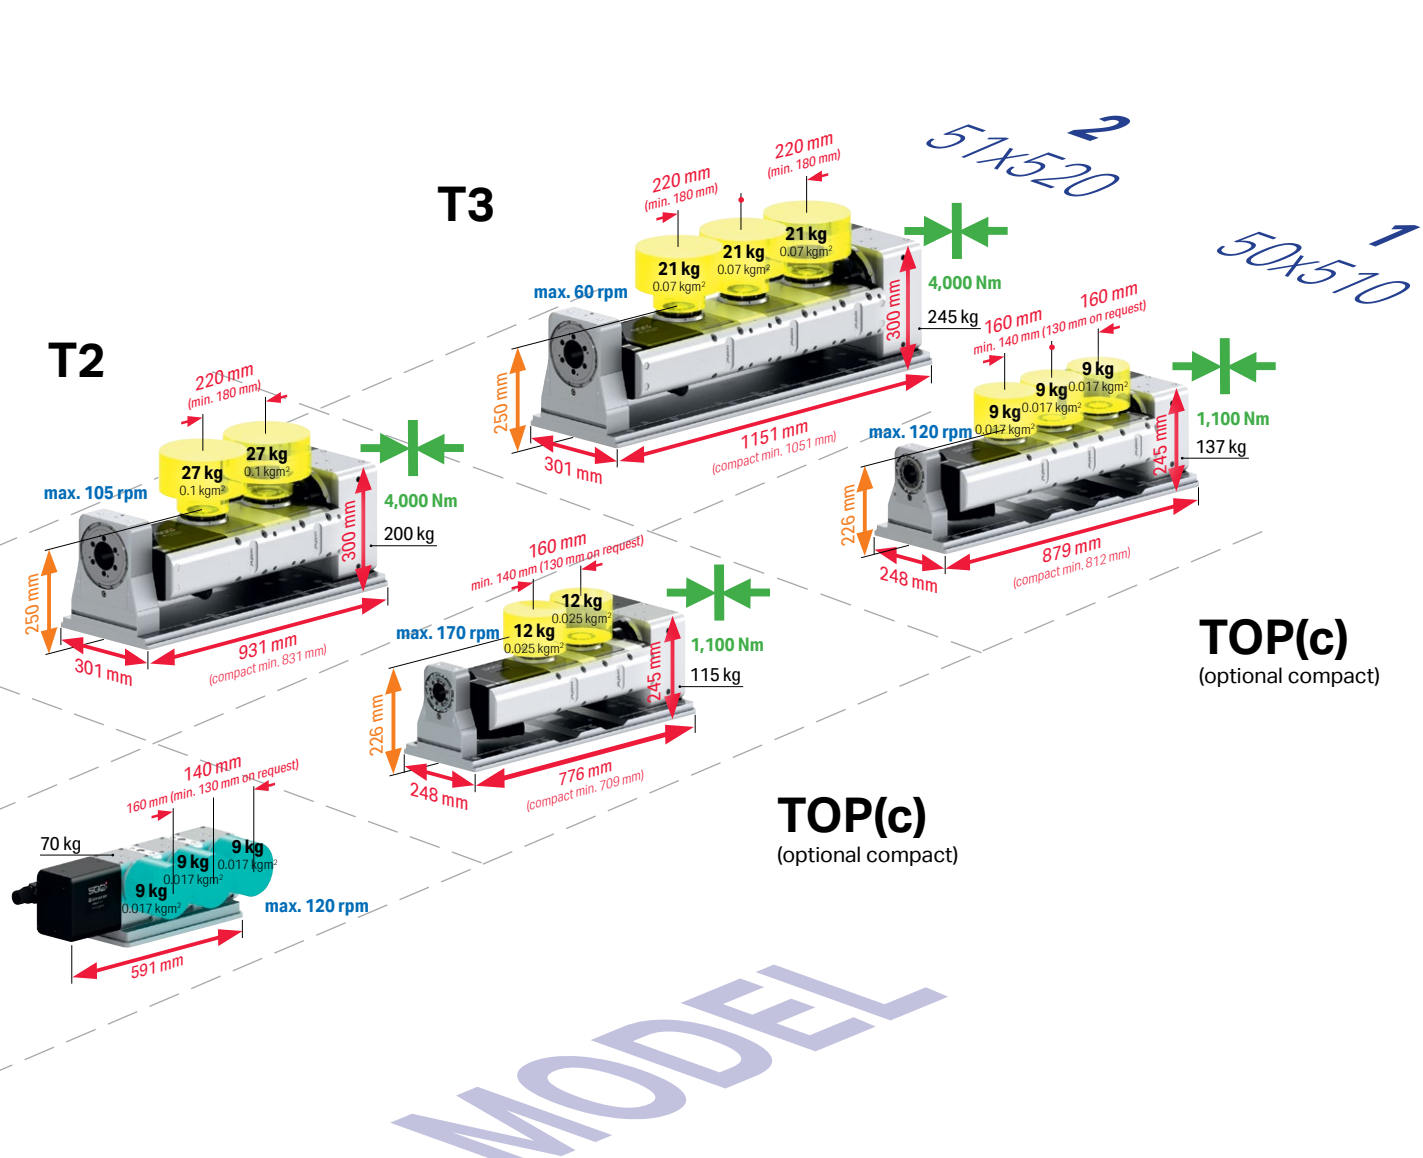 2
51x520
1
50x510
T3
220 mm
(min. 180 mm)
220 mm
(min. 180 mm)
21 kg
0.07 kgm²
21 kg
0.07 kgm²
21 kg
0.07 kgm²
max. 60 rpm
4,000 Nm
300 mm
245 kg
250 mm
301 mm
1151 mm
(compact min. 1051 mm)
160 mm
160 mm
min. 140 mm (130 mm on request)
9 kg
0.017 kgm²
9 kg
0.017 kgm²
9 kg
0.017 kgm²
max. 120 rpm
1,100 Nm
245 mm
137 kg
226 mm
248 mm
879 mm
(compact min. 812 mm)
TOP(c)
(optional compact)
T2
220 mm
(min. 180 mm)
27 kg
0.1 kgm²
27 kg
0.1 kgm²
max. 105 rpm
4,000 Nm
300 mm
200 kg
250 mm
301 mm
931 mm
(compact min. 831 mm)
160 mm
min. 140 mm (130 mm on request)
12 kg
0.025 kgm²
12 kg
0.025 kgm²
max. 170 rpm
1,100 Nm
245 mm
115 kg
226 mm
248 mm
776 mm
(compact min. 709 mm)
TOP(c)
(optional compact)
140 mm
160 mm (min. 130 mm on request)
70 kg
9 kg
0.017 kgm²
9 kg
0.017 kgm²
9 kg
0.017 kgm²
max. 120 rpm
591 mm
MODEL